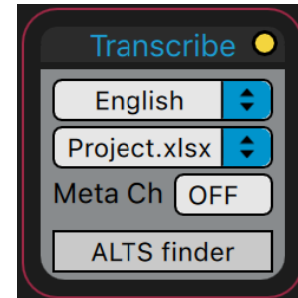 Transcribe
English
Project.xlsx
Meta Ch OFF
ALTS finder